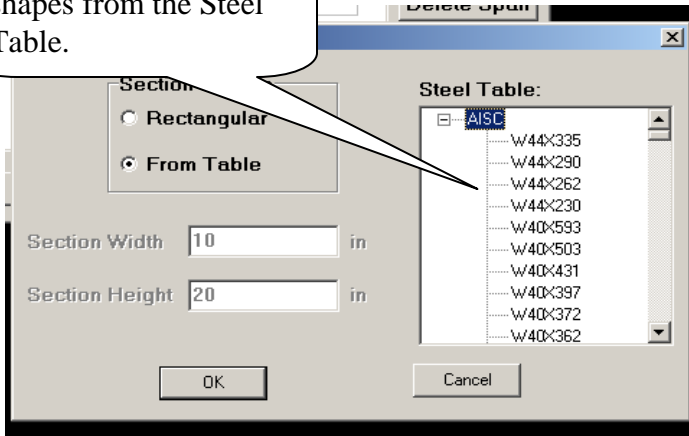 shapes from the Steel
Table.
Delete Span
Section
Rectangular
From Table
Section Width 10 in
Section Height 20 in
Steel Table:
AISC
W44X335
W44X290
W44X262
W44X230
W40X593
W40X503
W40X431
W40X397
W40X372
W40X362
OK
Cancel